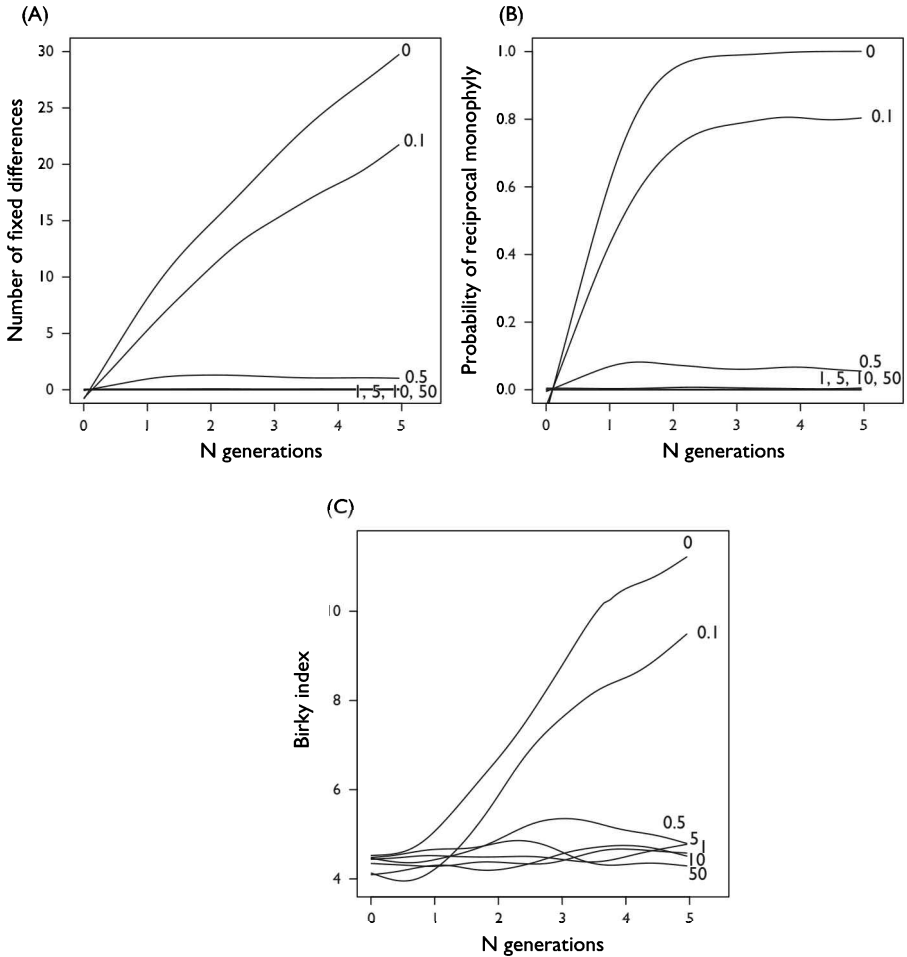 (A)
Number of fixed differences
30
25
20
15
10
5
0
0
0.1
0.5
1, 5, 10, 50
0 1 2 3 4 5
N generations
(B)
Probability of reciprocal monophyly
1.0
0.8
0.6
0.4
0.2
0.0
0
0.1
0.5
1, 5, 10, 50
0 1 2 3 4 5
N generations
(C)
Birky index
10
8
6
4
0
0.1
0.5
5
1
10
50
0 1 2 3 4 5
N generations